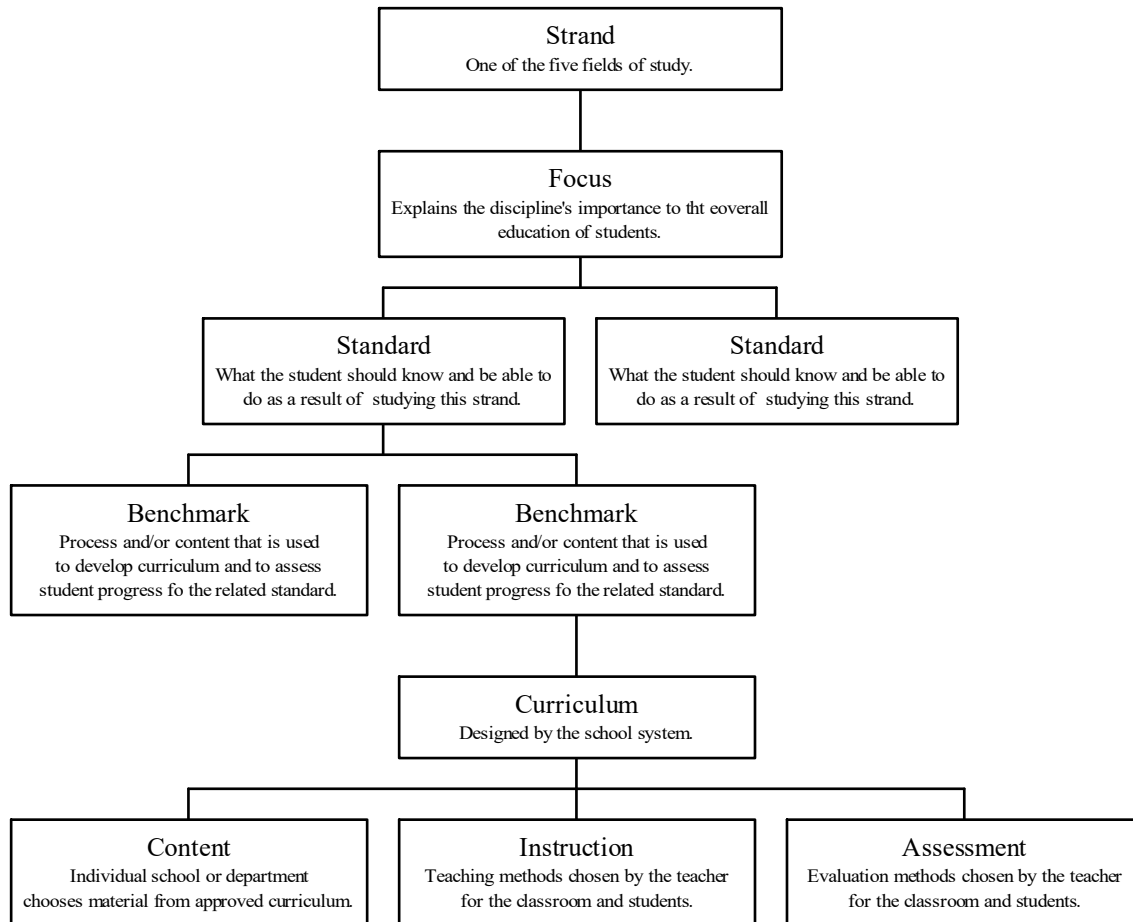 Strand
One of the five fields of study.
Focus
Explains the discipline's importance to tht eoverall
education of students.
Standard
What the student should know and be able to
do as a result of  studying this strand.
Standard
What the student should know and be able to
do as a result of  studying this strand.
Benchmark
Process and/or content that is used
to develop curriculum and to assess
student progress fo the related standard.
Benchmark
Process and/or content that is used
to develop curriculum and to assess
student progress fo the related standard.
Curriculum
Designed by the school system.
Content
Individual school or department
chooses material from approved curriculum.
Instruction
Teaching methods chosen by the teacher
for the classroom and students.
Assessment
Evaluation methods chosen by the teacher
for the classroom and students.